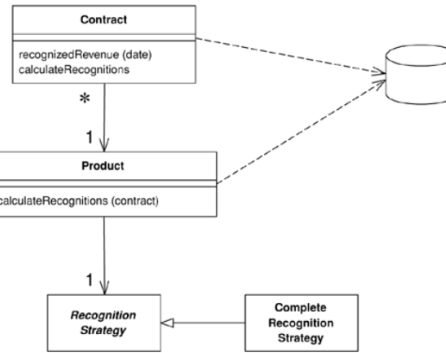 Contract
recognizedRevenue (date)
calculateRecognitions
*
1
Product
calculateRecognitions (contract)
1
Recognition
Strategy
Complete
Recognition
Strategy